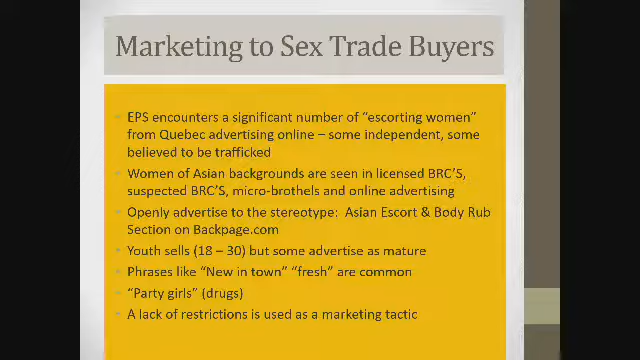 Marketing to Sex Trade Buyers
EPS encounters a significant number of “escorting women”
from Quebec advertising online – some independent, some
believed to be trafficked
Women of Asian backgrounds are seen in licensed BRC’S,
suspected BRC’S, micro-brothels and online advertising
Openly advertise to the stereotype: Asian Escort & Body Rub
Section on Backpage.com
Youth sells (18 – 30) but some advertise as mature
Phrases like “New in town” “fresh” are common
“Party girls” (drugs)
A lack of restrictions is used as a marketing tactic